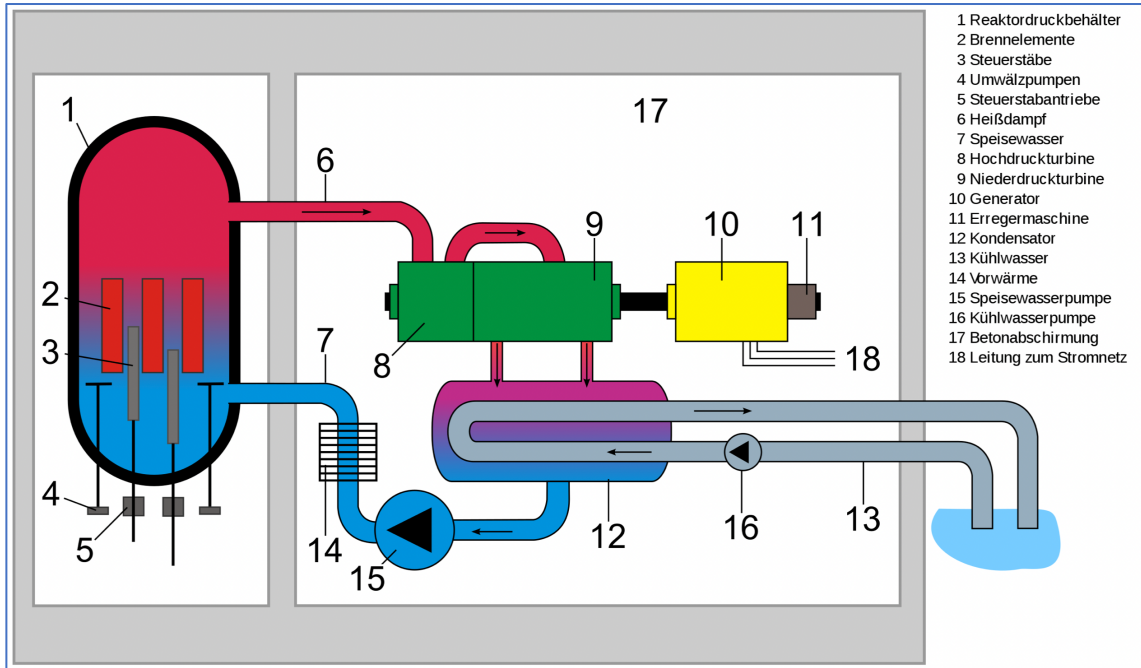 1 Reaktordruckbehälter
2 Brennelemente
3 Steuerstäbe
4 Umwälzpumpen
5 Steuerstabantriebe
6 Heißdampf
7 Speisewasser
8 Hochdruckturbine
9 Niederdruckturbine
10 Generator
11 Erregermaschine
12 Kondensator
13 Kühlwasser
14 Vorwärme
15 Speisewasserpumpe
16 Kühlwasserpumpe
17 Betonabschirmung
18 Leitung zum Stromnetz
1
17
6
9
10
11
2
3
7
8
18
4
5
14
15
12
16
13